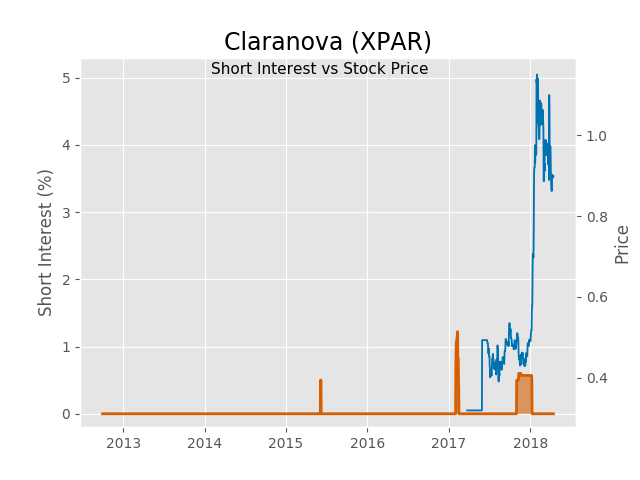 Claranova (XPAR)
Short Interest vs Stock Price
Short Interest (%)
5
4
3
2
1
0
1.0
0.8
0.6
0.4
Price
2013 2014 2015 2016 2017 2018